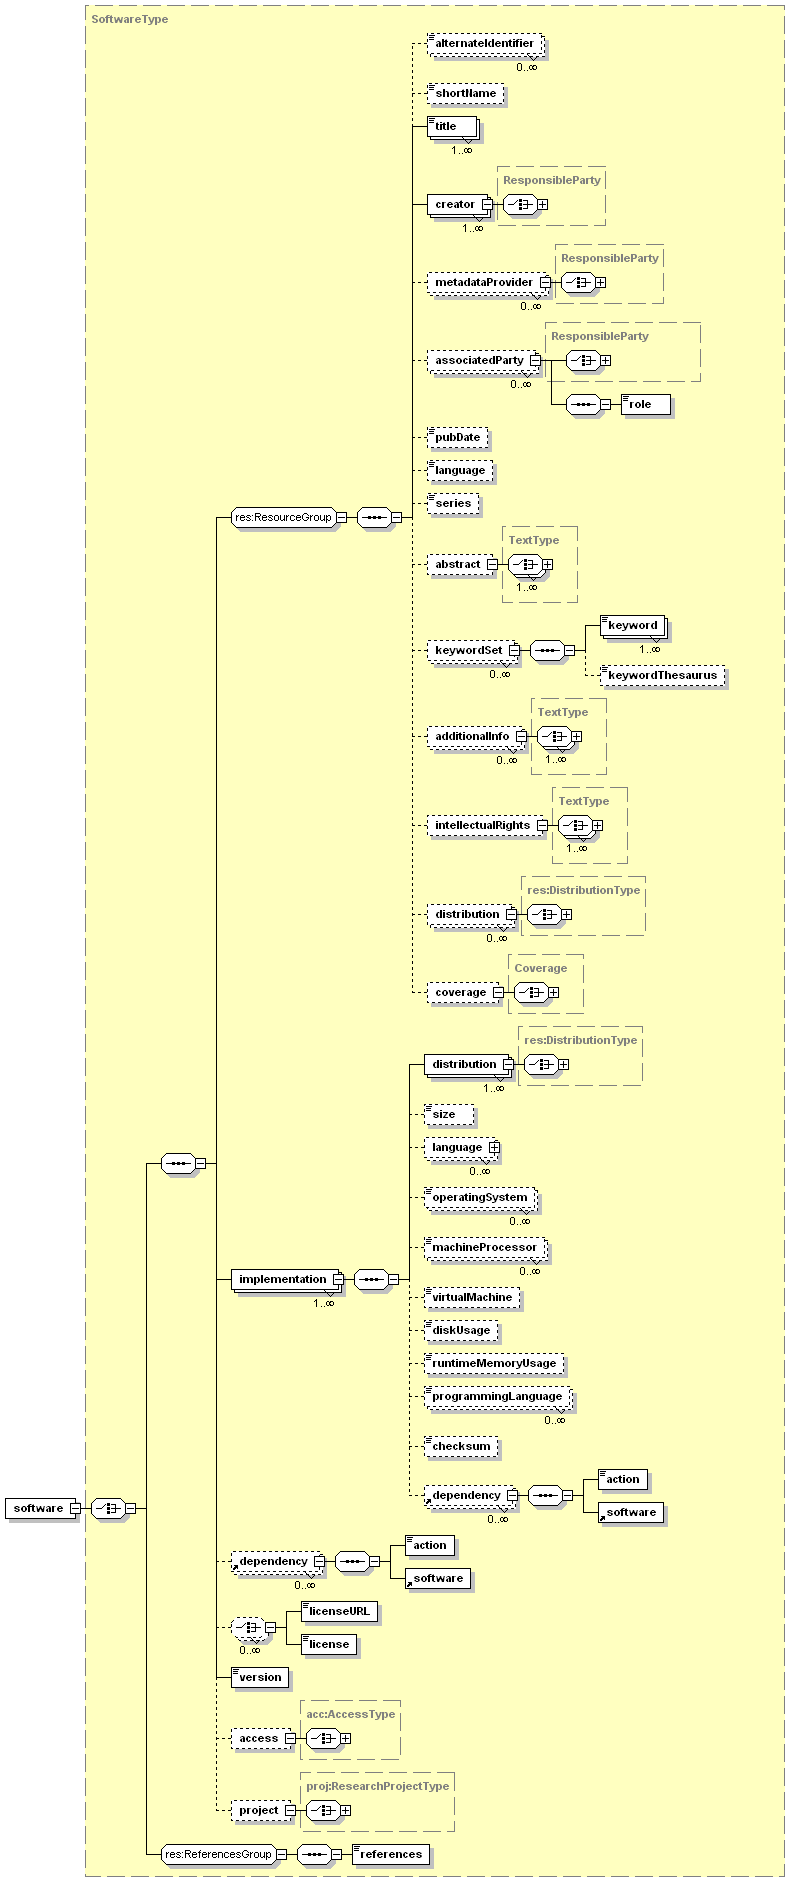 SoftwareType
alternateIdentifier
0..∞
shortName
title
1..∞
ResponsibleParty
creator
1..∞
ResponsibleParty
metadataProvider
0..∞
ResponsibleParty
associatedParty
0..∞
role
pubDate
language
series
res:ResourceGroup
TextType
abstract
1..∞
keyword
1..∞
keywordSet
0..∞
keywordThesaurus
TextType
additionalInfo
0..∞ 1..∞
TextType
intellectualRights
1..∞
res:DistributionType
distribution
0..∞
Coverage
coverage
res:DistributionType
distribution
1..∞
size
language
0..∞
operatingSystem
0..∞
machineProcessor
0..∞
implementation
1..∞
virtualMachine
diskUsage
runtimeMemoryUsage
programmingLanguage
0..∞
checksum
action
dependency
0..∞
software
software
action
dependency
0..∞
software
licenseURL
0..∞
license
version
acc:AccessType
access
proj:ResearchProjectType
project
res:ReferencesGroup
references